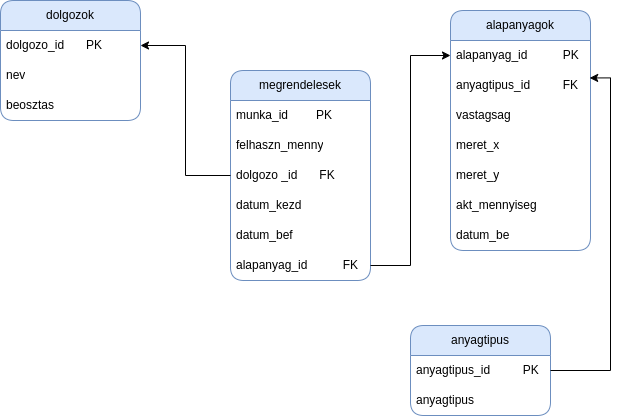 dolgozok
dolgozo_id PK
nev
beosztas
megrendelesek
munka_id PK
felhaszn_menny
dolgozo _id FK
datum_kezd
datum_bef
alapanyag_id FK
alapanyagok
alapanyag_id PK
anyagtipus_id FK
vastagsag
meret_x
meret_y
akt_mennyiseg
datum_be
anyagtipus
anyagtipus_id PK
anyagtipus